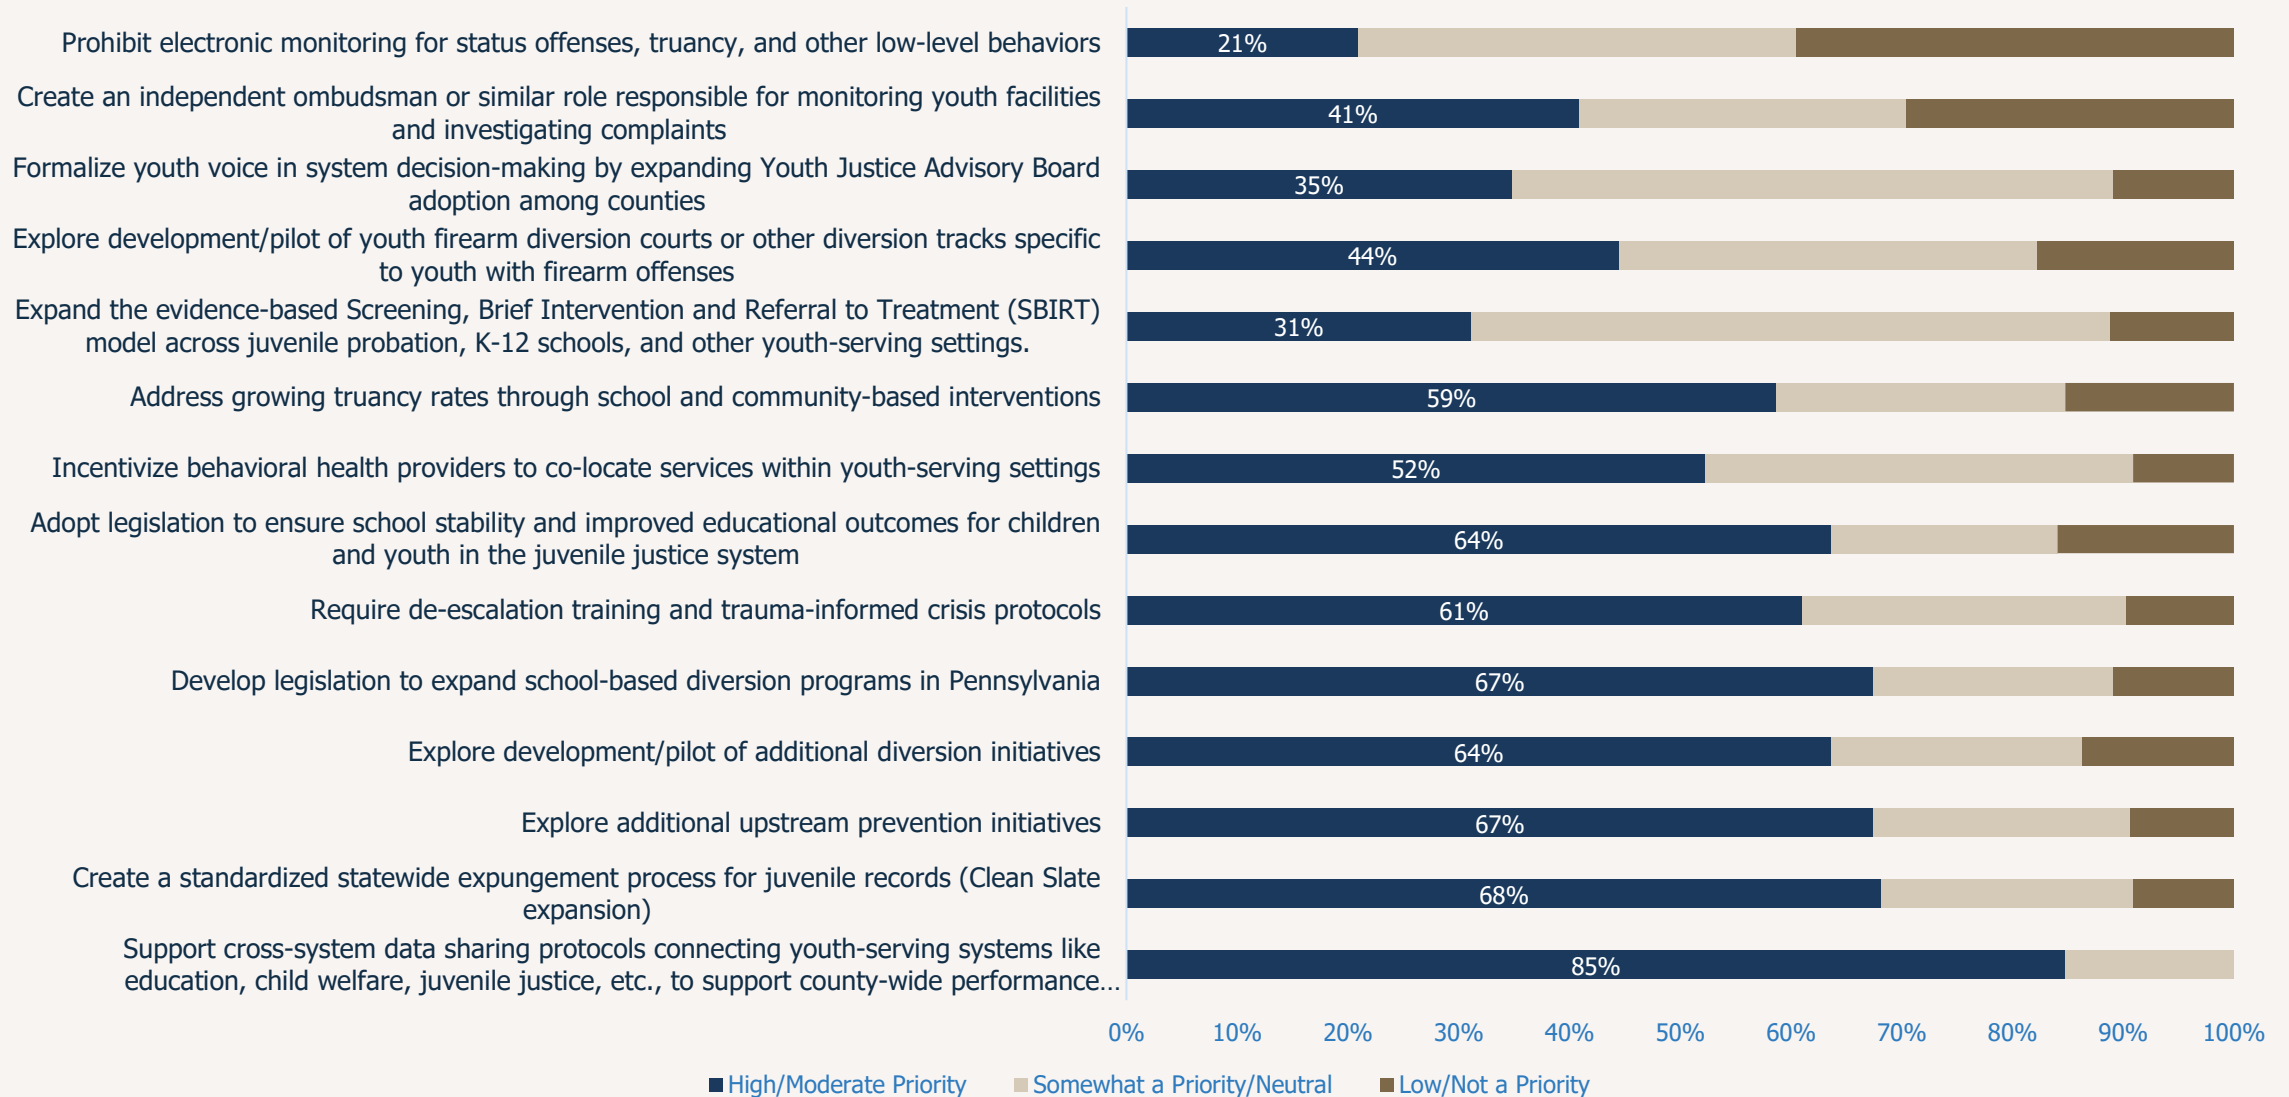 Prohibit electronic monitoring for status offenses, truancy, and other low-level behaviors
21%
Create an independent ombudsman or similar role responsible for monitoring youth facilities
and investigating complaints
41%
Formalize youth voice in system decision-making by expanding Youth Justice Advisory Board
adoption among counties
35%
Explore development/pilot of youth firearm diversion courts or other diversion tracks specific
to youth with firearm offenses
44%
Expand the evidence-based Screening, Brief Intervention and Referral to Treatment (SBIRT)
model across juvenile probation, K-12 schools, and other youth-serving settings.
31%
Address growing truancy rates through school and community-based interventions
59%
Incentivize behavioral health providers to co-locate services within youth-serving settings
52%
Adopt legislation to ensure school stability and improved educational outcomes for children
and youth in the juvenile justice system
64%
Require de-escalation training and trauma-informed crisis protocols
61%
Develop legislation to expand school-based diversion programs in Pennsylvania
67%
Explore development/pilot of additional diversion initiatives
64%
Explore additional upstream prevention initiatives
67%
Create a standardized statewide expungement process for juvenile records (Clean Slate
expansion)
68%
Support cross-system data sharing protocols connecting youth-serving systems like
education, child welfare, juvenile justice, etc., to support county-wide performance…
85%
0% 10% 20% 30% 40% 50% 60% 70% 80% 90% 100%
High/Moderate Priority Somewhat a Priority/Neutral Low/Not a Priority